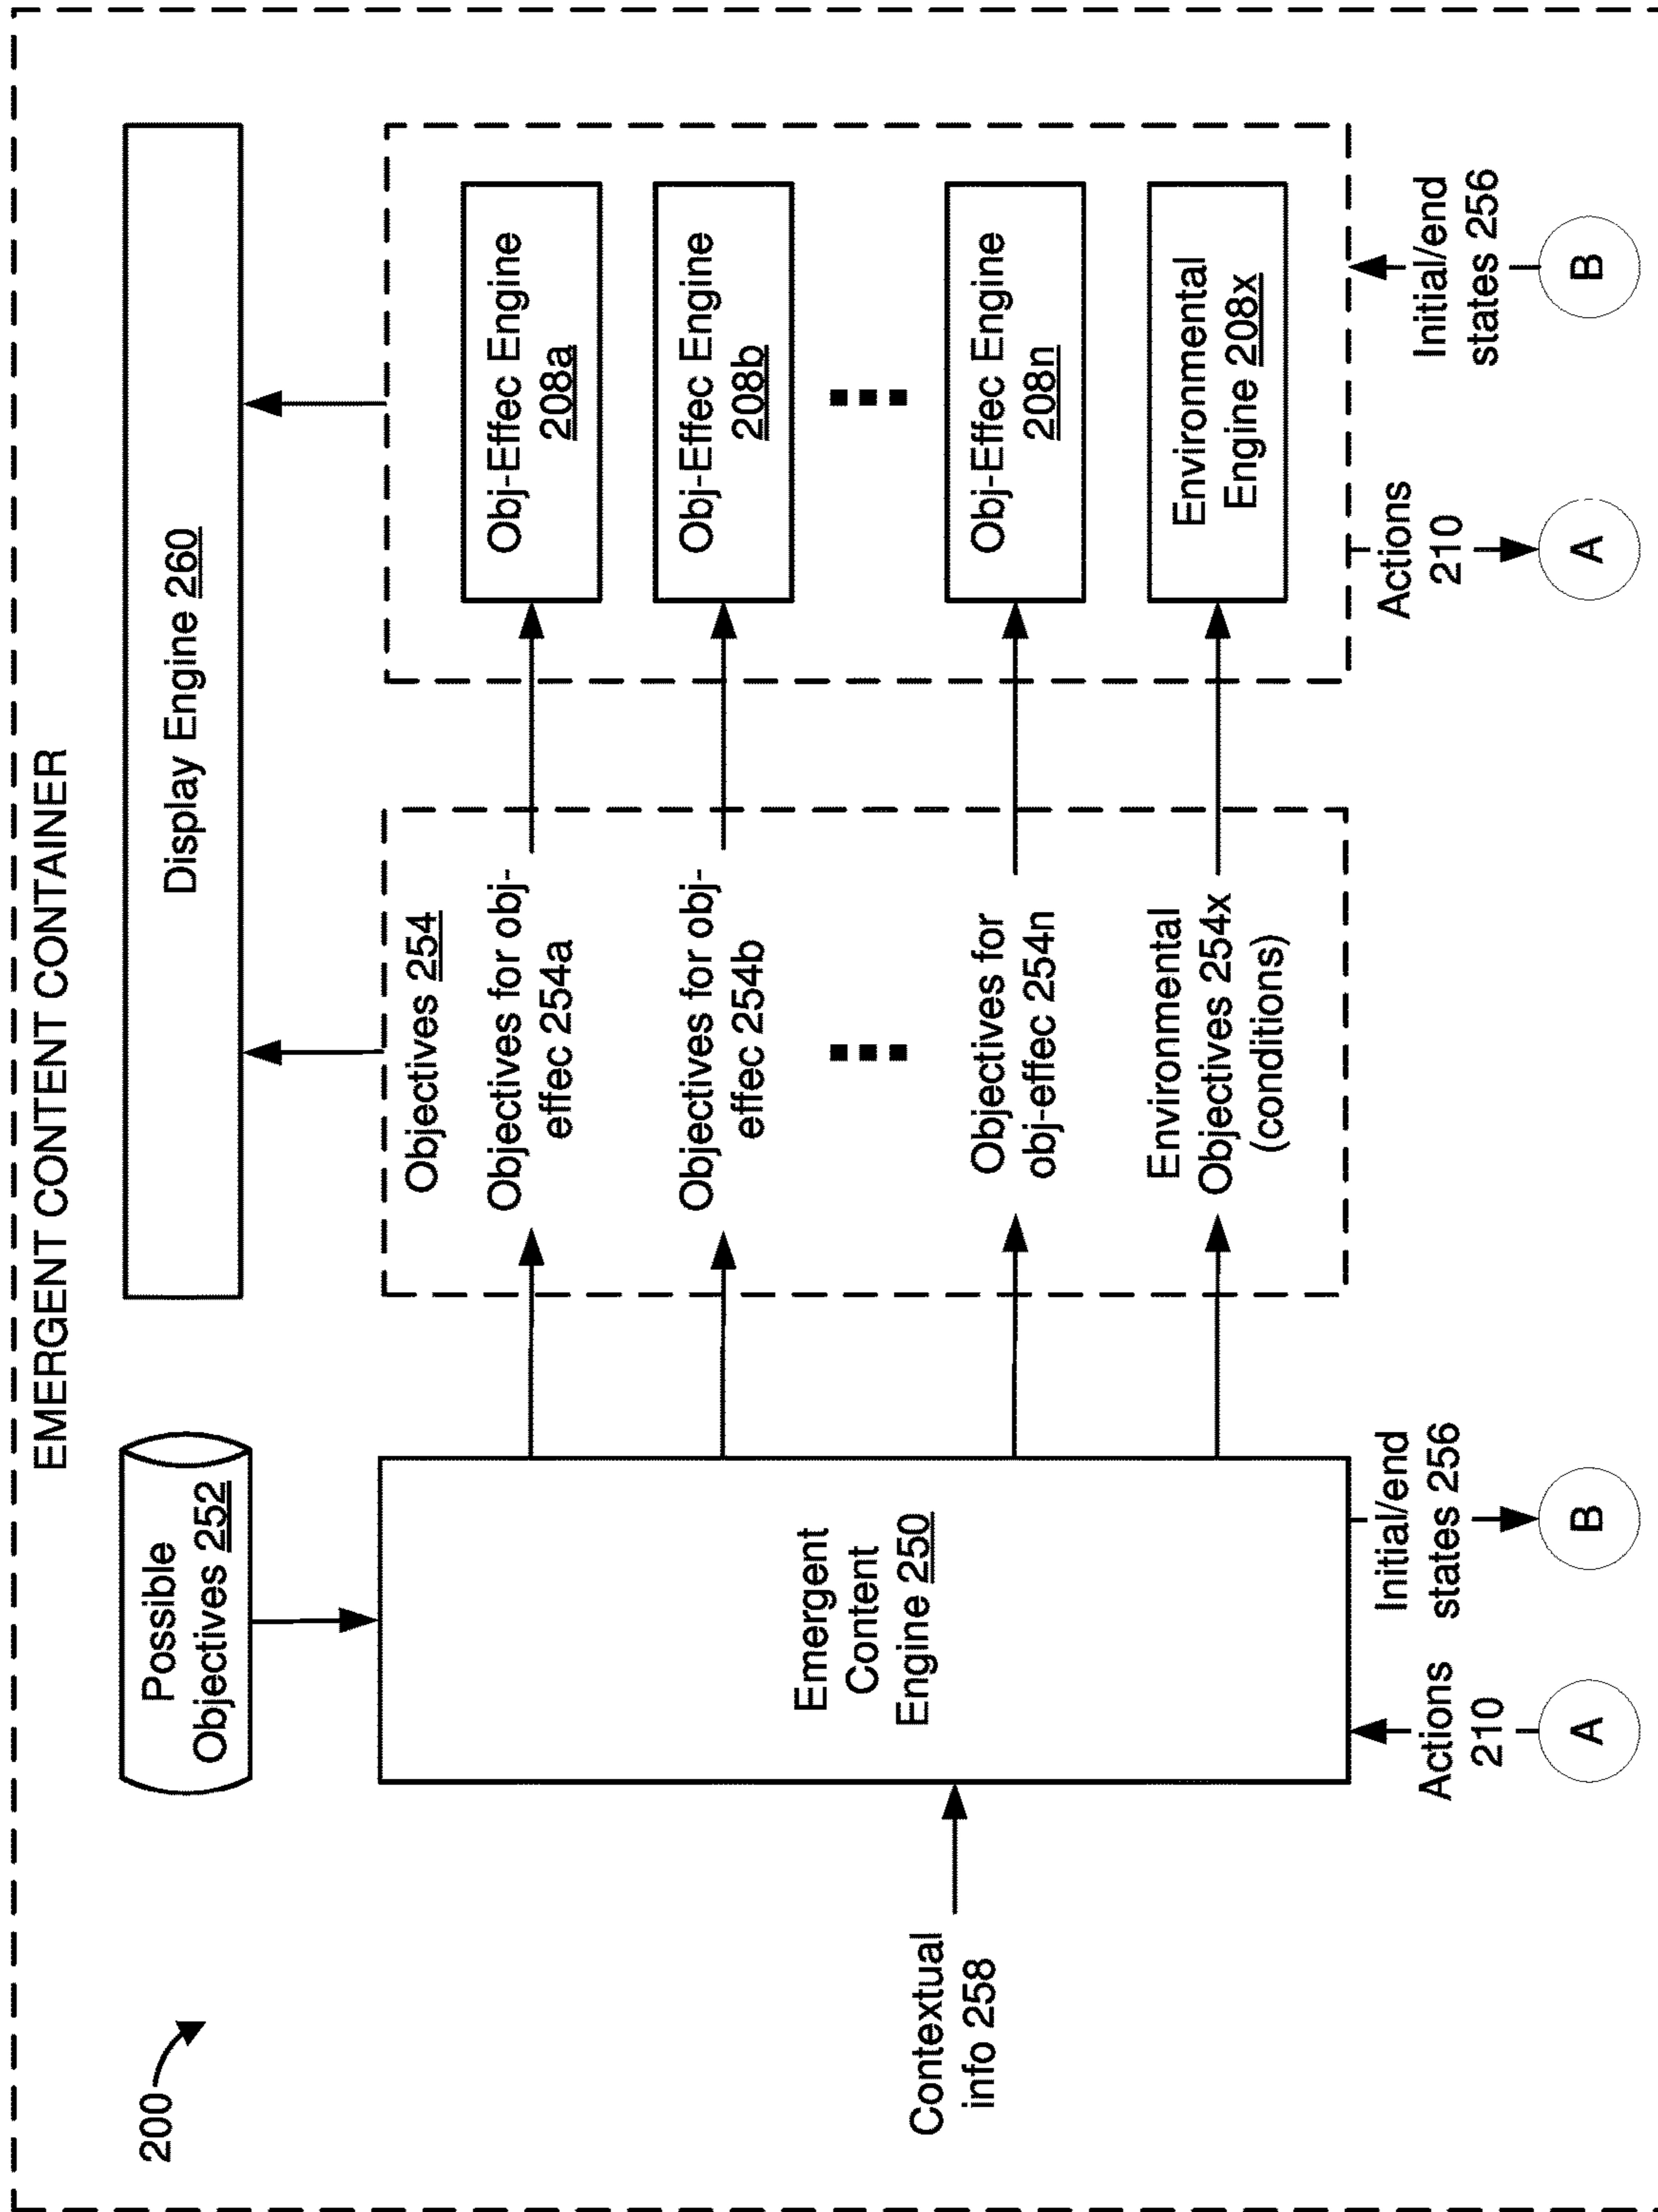 EMERGENT CONTENT CONTAINER
200
Possible
Objectives 252
Display Engine 260
Contextual
info 258
Emergent
Content
Engine 250
Objectives 254
Objectives for obj-
effec 254a
Objectives for obj-
effec 254b
Objectives for
obj-effec 254n
Environmental
Objectives 254x
(conditions)
Obj-Effec Engine
208a
Obj-Effec Engine
208b
Obj-Effec Engine
208n
Environmental
Engine 208x
Actions
210
A
Initial/end
states 256
B
Actions
210
A
Initial/end
states 256
B